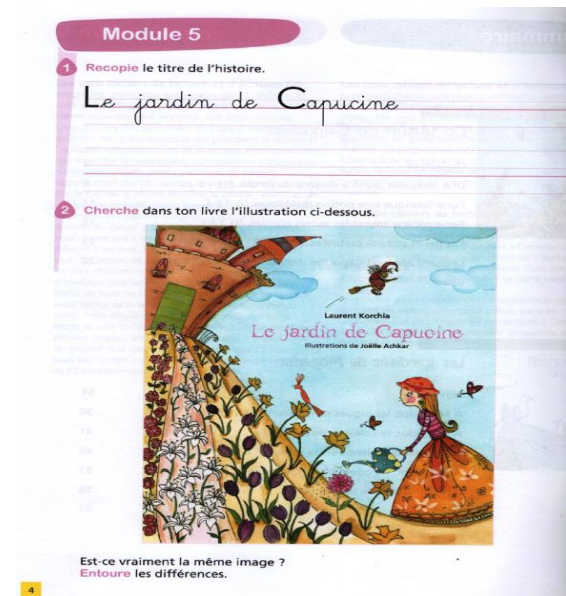 Module 5
1 Recopie le titre de l'histoire.
Le jardin de Capucine
2 Cherche dans ton livre l'illustration ci-dessous.
Laurent Korchia
Le jardin de Capucine
Illustrations de Joëlle Achkar
Est-ce vraiment la même image ?
Entoure les différences.
4